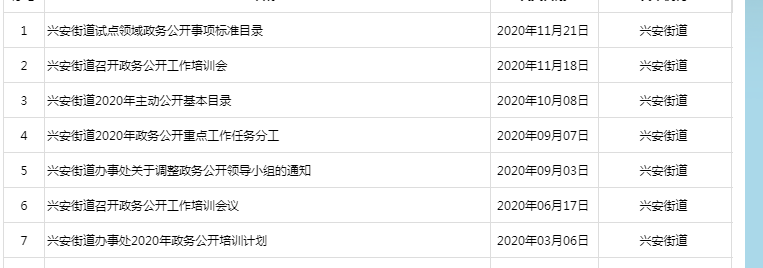 1 兴安街道试点领域政务公开事项标准目录 2020年11月21日 兴安街道
2 兴安街道召开政务公开工作培训会 2020年11月18日 兴安街道
3 兴安街道2020年主动公开基本目录 2020年10月08日 兴安街道
4 兴安街道2020年政务公开重点工作任务分工 2020年09月07日 兴安街道
5 兴安街道办事处关于调整政务公开领导小组的通知 2020年09月03日 兴安街道
6 兴安街道召开政务公开工作培训会议 2020年06月17日 兴安街道
7 兴安街道办事处2020年政务公开培训计划 2020年03月06日 兴安街道